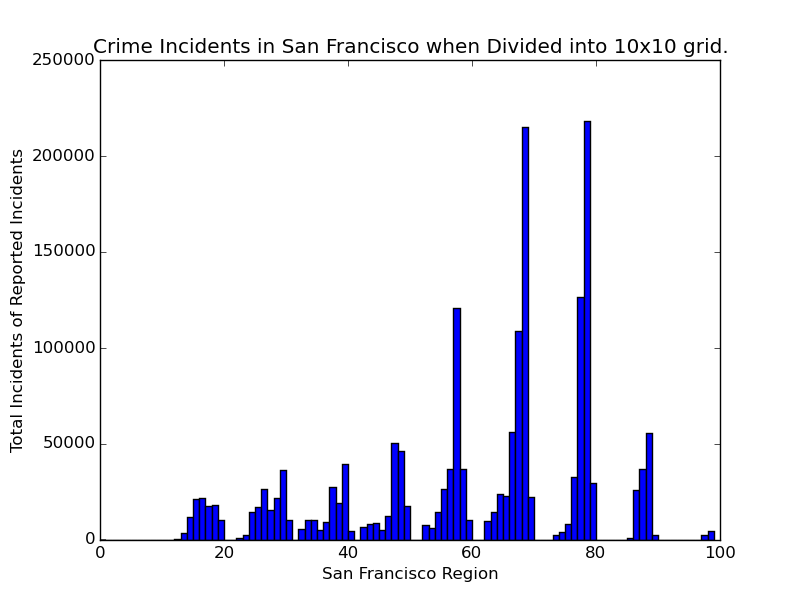 Crime Incidents in San Francisco when Divided into 10x10 grid.
250000
200000
150000
100000
50000
0
Total Incidents of Reported Incidents
0 20 40 60 80 100
San Francisco Region